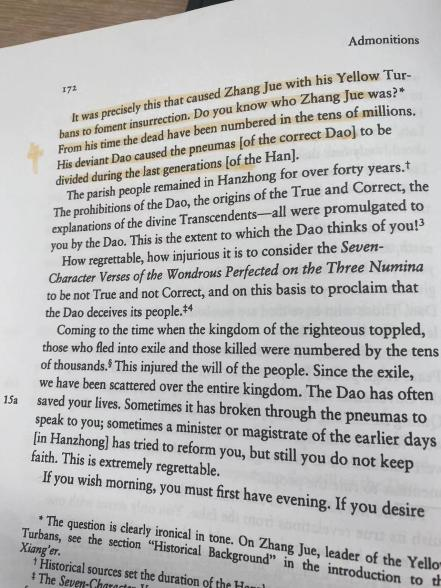 Admonitions
172
It was precisely this that caused Zhang Jue with his Yellow Tur-
bans to foment insurrection. Do you know who Zhang Jue was?*
From his time the dead have been numbered in the tens of millions.
His deviant Dao caused the pneumas [of the correct Dao] to be
divided during the last generations [of the Han].
The parish people remained in Hanzhong for over forty years.†
The prohibitions of the Dao, the origins of the True and Correct, the
explanations of the divine Transcendents—all were promulgated to
you by the Dao. This is the extent to which the Dao thinks of you!³
How regrettable, how injurious it is to consider the Seven-
Character Verses of the Wondrous Perfected on the Three Numina
to be not True and not Correct, and on this basis to proclaim that
the Dao deceives its people.‡⁴
Coming to the time when the kingdom of the righteous toppled,
those who fled into exile and those killed were numbered by the tens
of thousands.§ This injured the will of the people. Since the exile,
we have been scattered over the entire kingdom. The Dao has often
15a saved your lives. Sometimes it has broken through the pneumas to
speak to you; sometimes a minister or magistrate of the earlier days
[in Hanzhong] has tried to reform you, but still you do not keep
faith. This is extremely regrettable.
If you wish morning, you must first have evening. If you desire
* The question is clearly ironical in tone. On Zhang Jue, leader of the Yello
Turbans, see the section "Historical Background" in the introduction to th
Xiang'er.
† Historical sources set the duration of the
‡ The Seven-